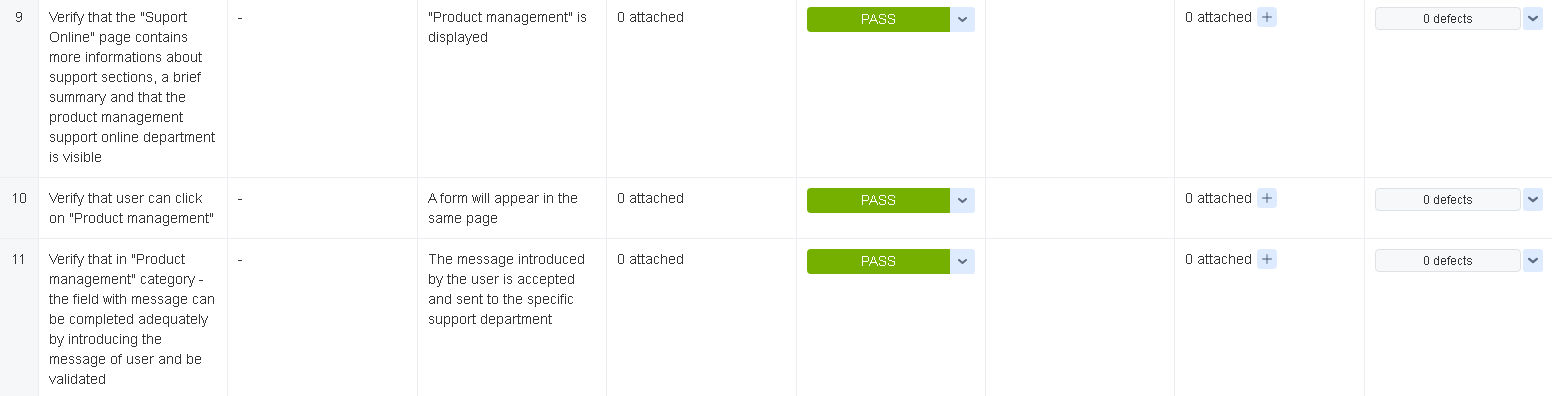 9
Verify that the "Suport
Online" page contains
more informations about
support sections, a brief
summary and that the
product management
support online department
is visible
-
"Product management" is
displayed
0 attached
PASS
0 attached +
0 defects
10
Verify that user can click
on "Product management"
-
A form will appear in the
same page
0 attached
PASS
0 attached +
0 defects
11
Verify that in "Product
management" category -
the field with message can
be completed adequately
by introducing the
message of user and be
validated
-
The message introduced
by the user is accepted
and sent to the specific
support department
0 attached
PASS
0 attached +
0 defects